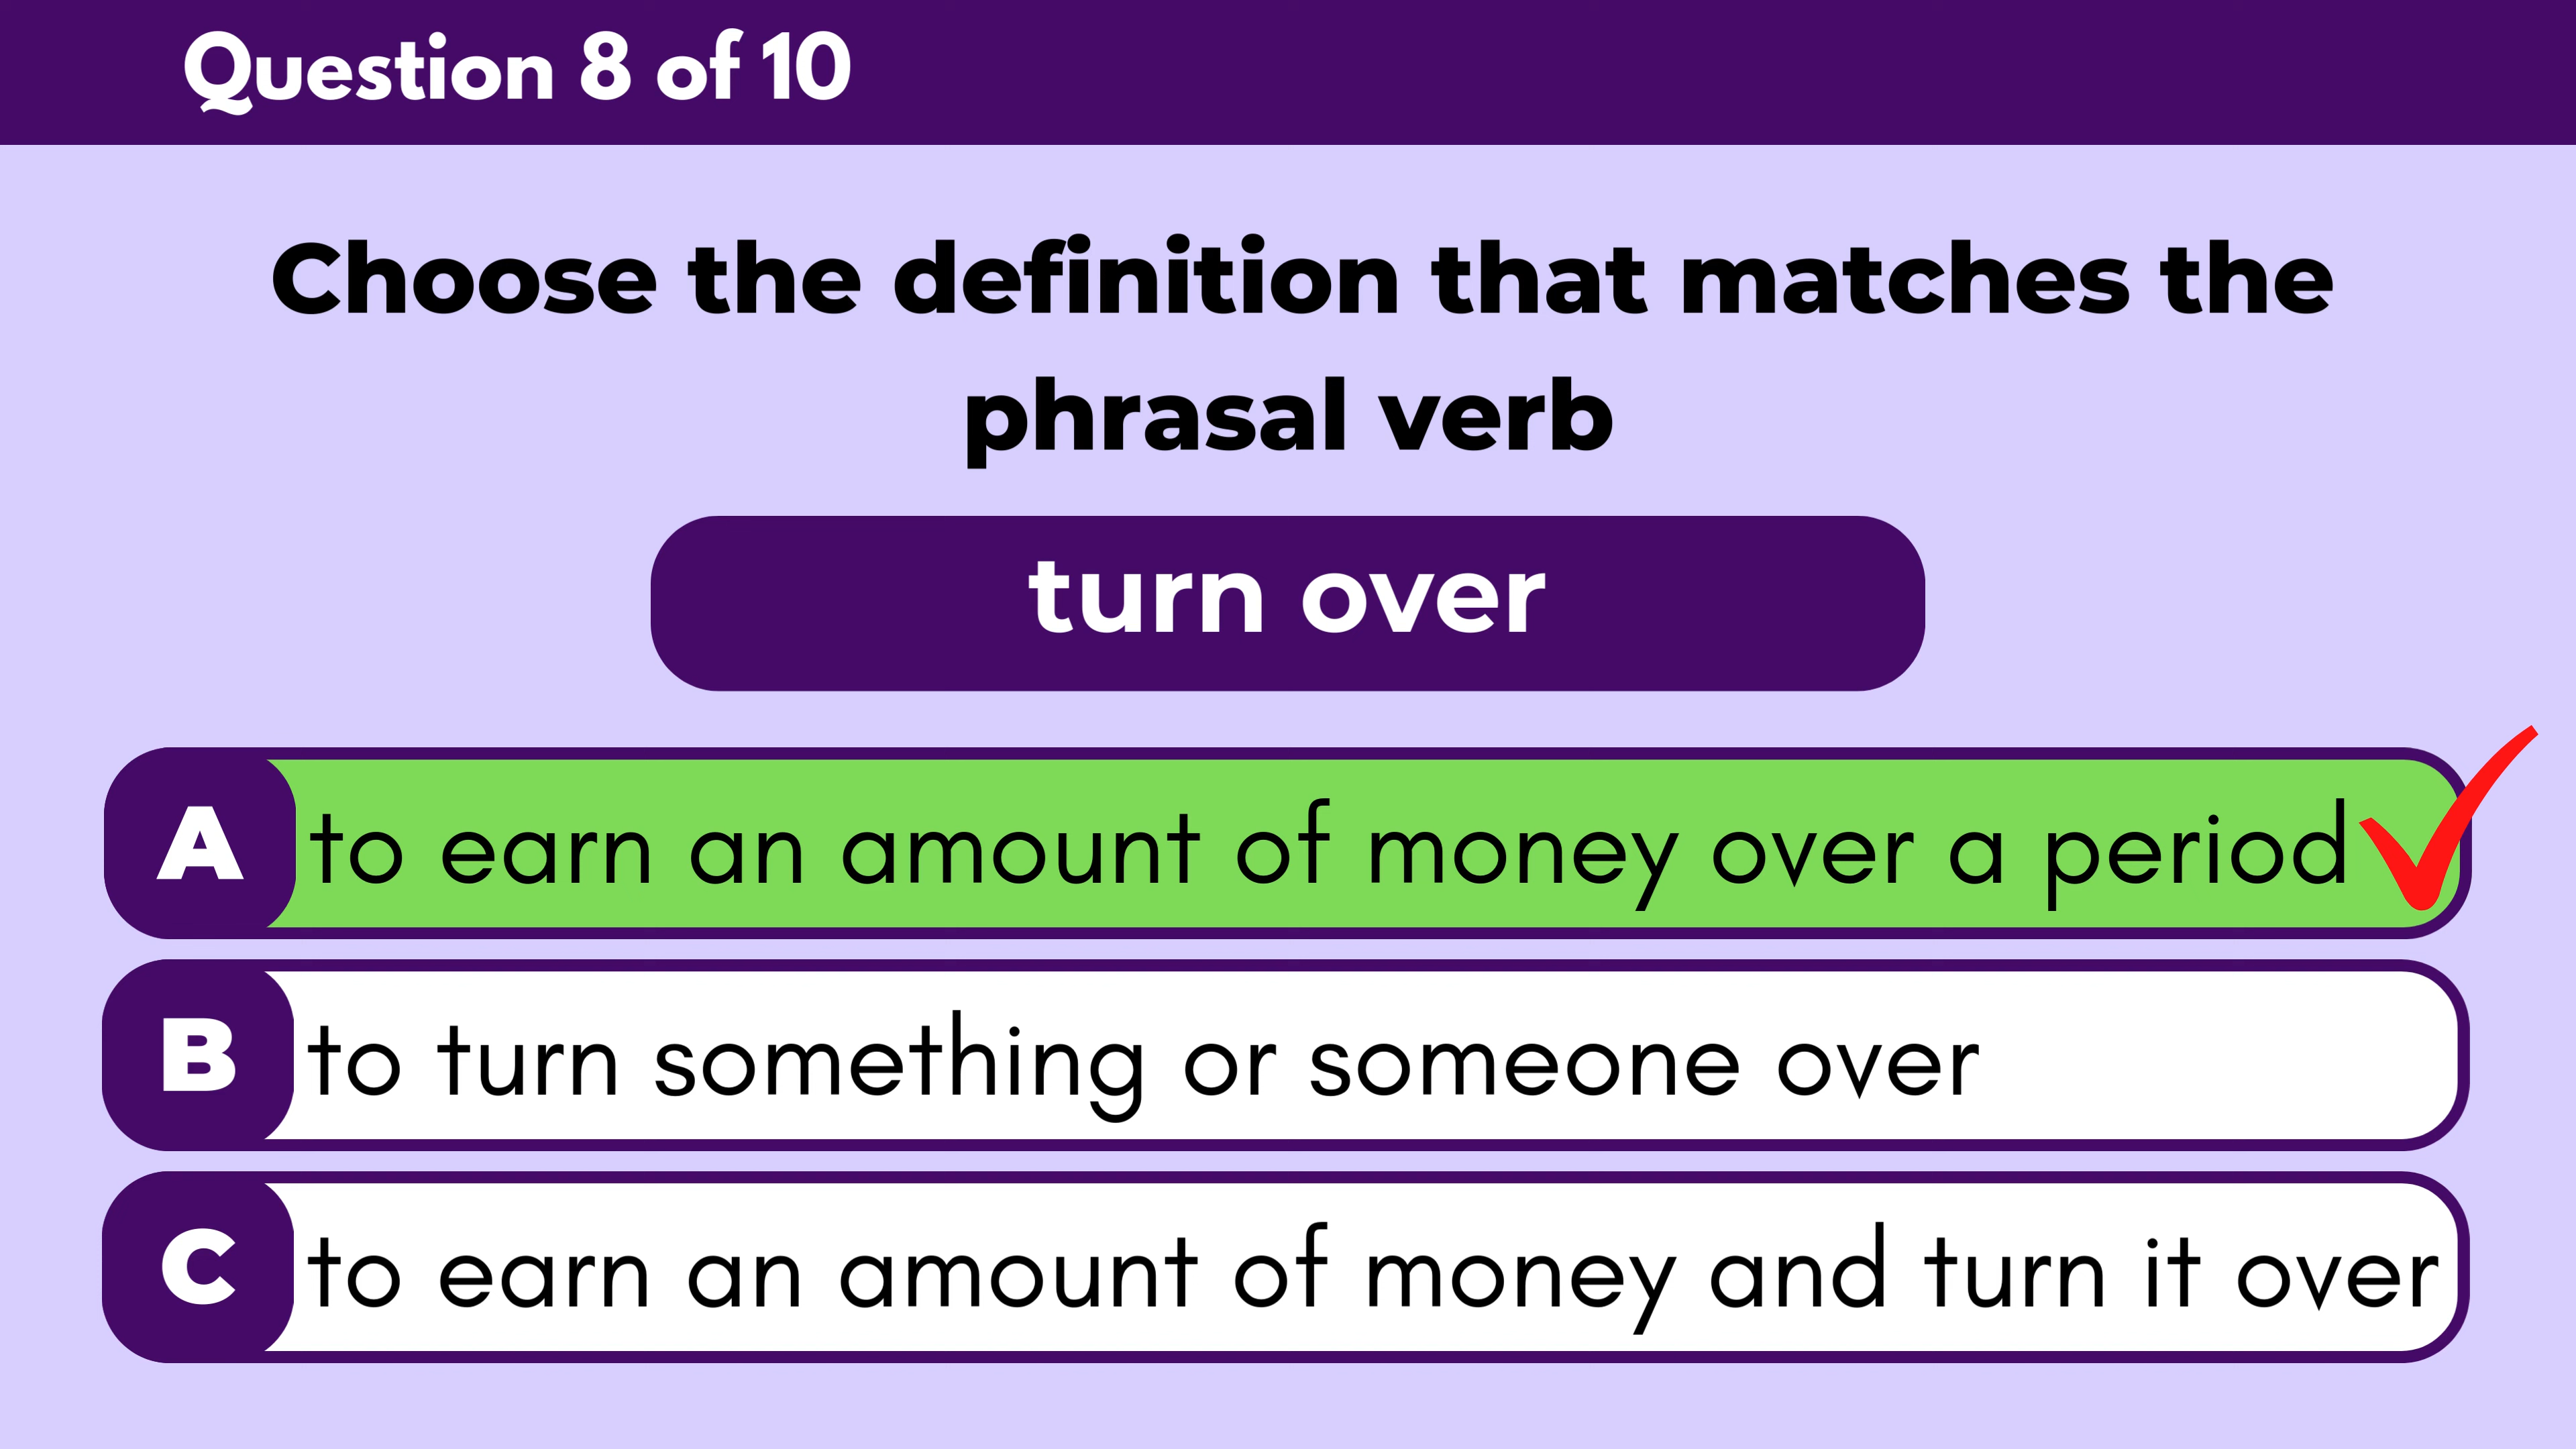 Question 8 of 10
Choose the definition that matches the
phrasal verb
turn over
A to earn an amount of money over a period
B to turn something or someone over
C to earn an amount of money and turn it over